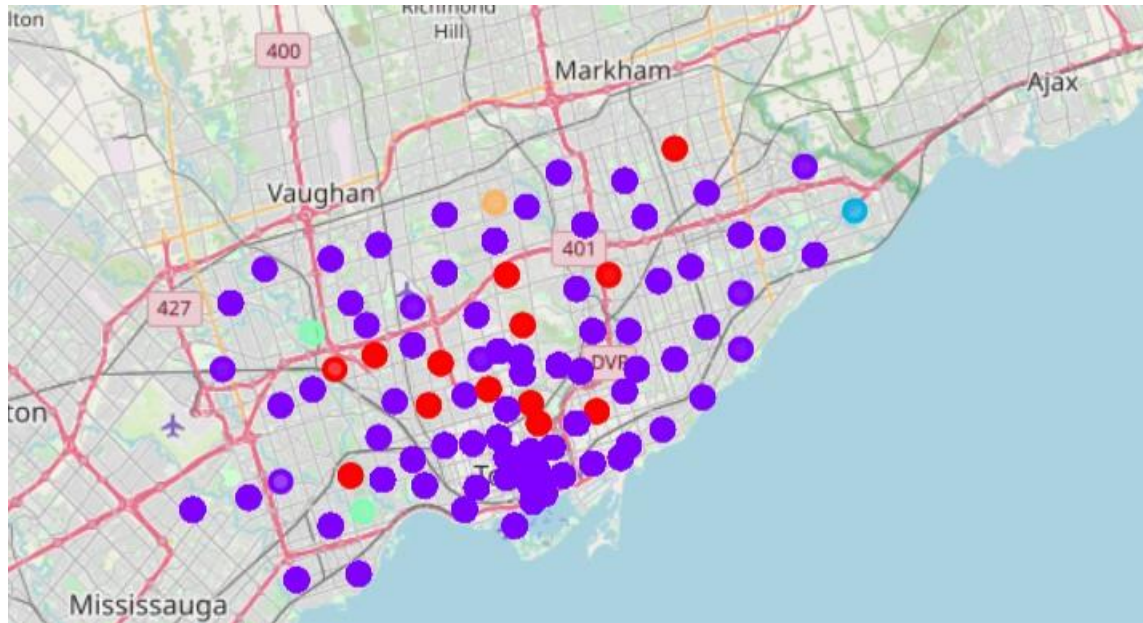 lton
Richmond
Hill
400
Markham
Ajax
Vaughan
401
427
DVP
ton
Mississauga